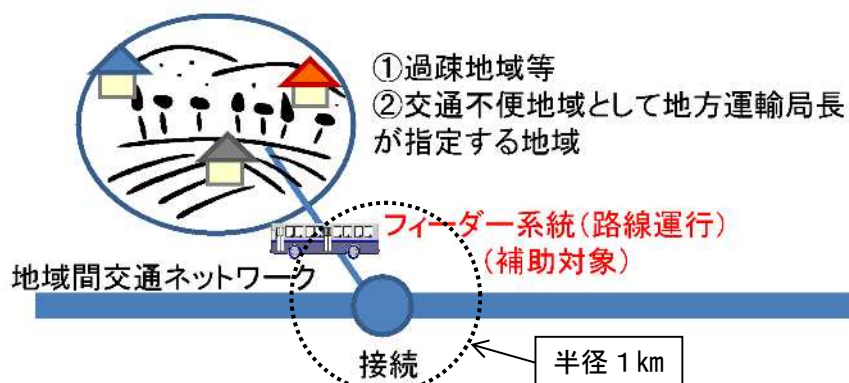 ①過疎地域等
②交通不便地域として地方運輸局長
が指定する地域
フィーダー系統(路線運行)
(補助対象)
地域間交通ネットワーク
接続
半径1km